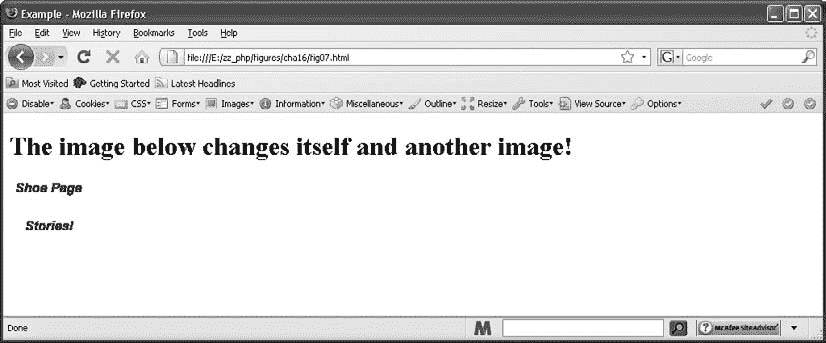 Example - Mozilla Firefox
File Edit View History Bookmarks Tools Help
file:///E:/zz_php/figures/cha16/fig07.html G Google
Most Visited Getting Started Latest Headlines
Disable Cookies CSS Forms Images Information Miscellaneous Outline Resize Tools View Source Options
The image below changes itself and another image!
Shoe Page
Stories!
Done M McAfee SiteAdvisor